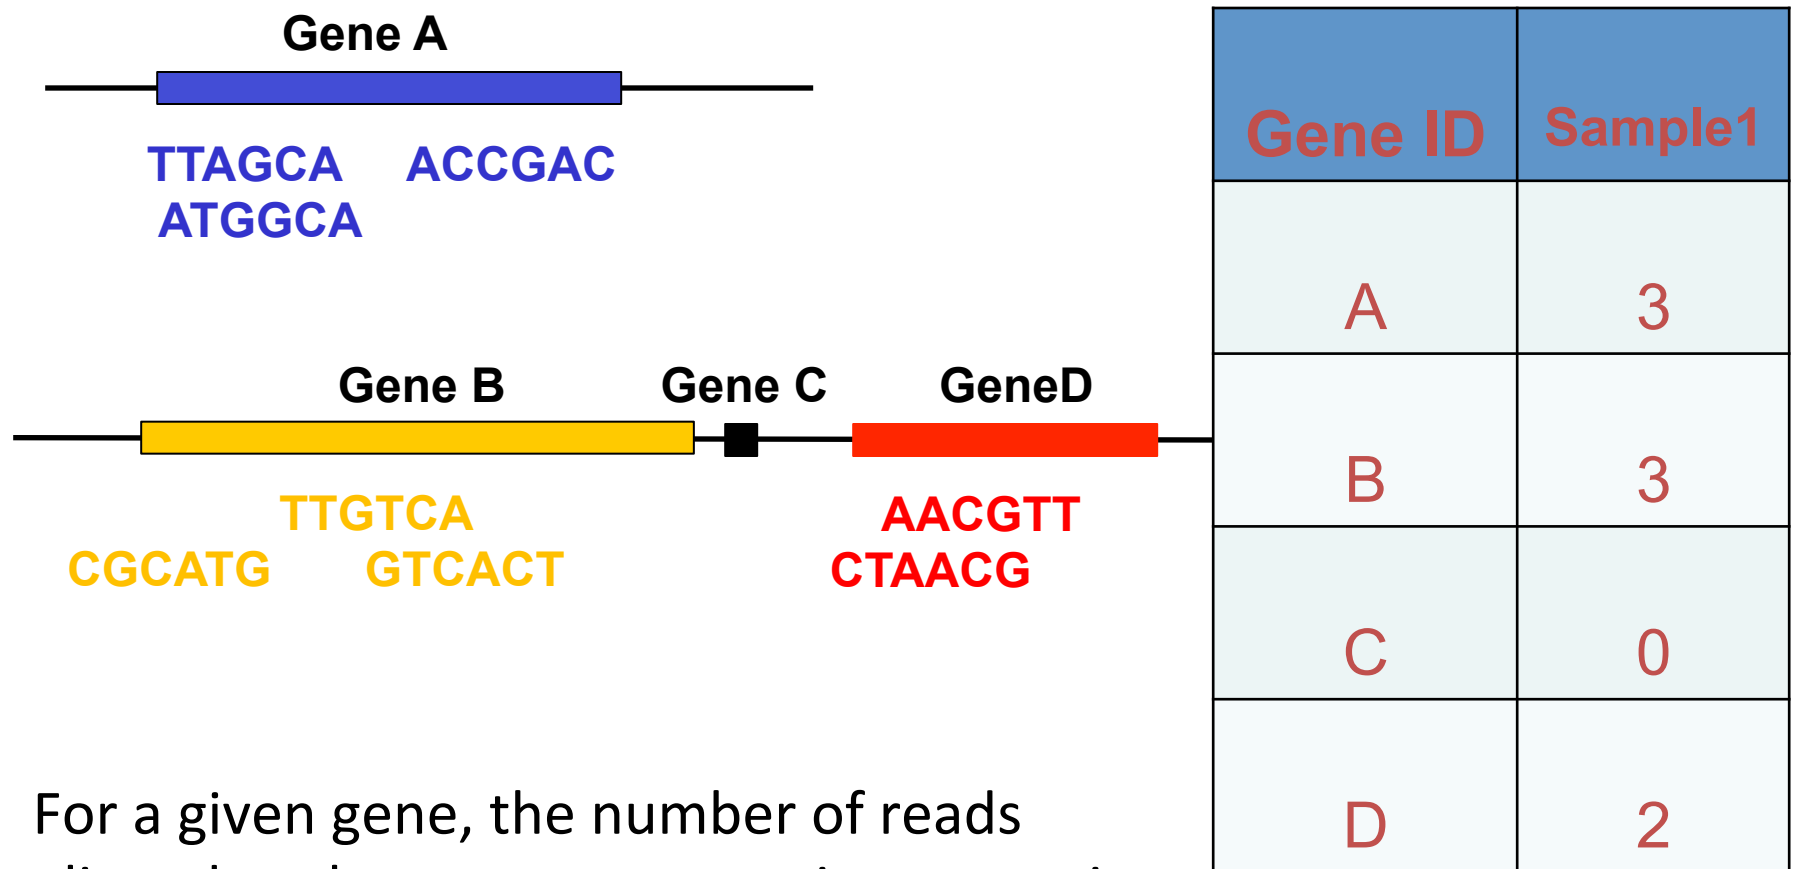 Gene A
TTAGCA ACCGAC
ATGGCA
Gene B Gene C GeneD
TTGTCA AACGTT
CGCATG GTCACT CTAACG
For a given gene, the number of reads
Gene ID Sample1
A 3
B 3
C 0
D 2